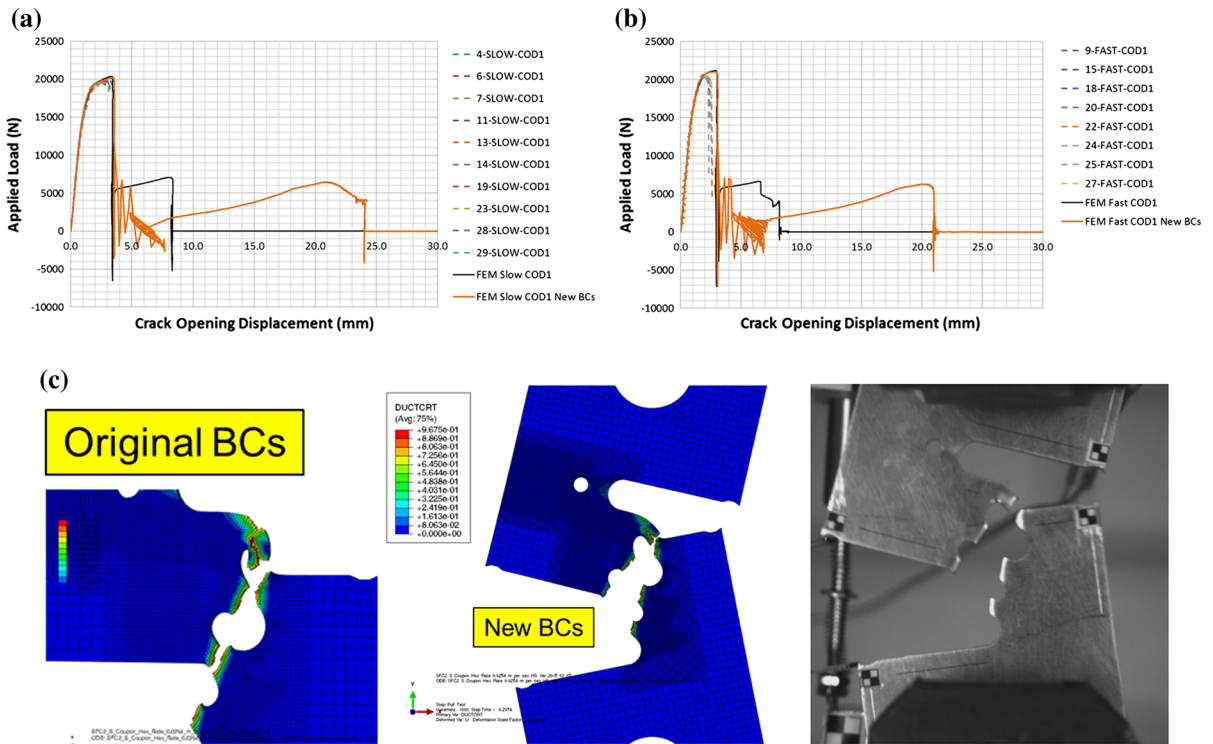 (a)
25000
20000
15000
10000
5000
0
-5000
-10000
0.0 5.0 10.0 15.0 20.0 25.0 30.0
Applied Load (N)
Crack Opening Displacement (mm)
4-SLOW-COD1
6-SLOW-COD1
7-SLOW-COD1
11-SLOW-COD1
13-SLOW-COD1
14-SLOW-COD1
19-SLOW-COD1
23-SLOW-COD1
28-SLOW-COD1
29-SLOW-COD1
FEM Slow COD1
FEM Slow COD1 New BCs
(b)
25000
20000
15000
10000
5000
0
-5000
-10000
0.0 5.0 10.0 15.0 20.0 25.0 30.0
Applied Load (N)
Crack Opening Displacement (mm)
9-FAST-COD1
15-FAST-COD1
18-FAST-COD1
20-FAST-COD1
22-FAST-COD1
24-FAST-COD1
25-FAST-COD1
27-FAST-COD1
FEM Fast COD1
FEM Fast COD1 New BCs
(c)
Original BCs
DUCTCRT
(Avg: 75%)
+9.675e-01
+8.869e-01
+8.063e-01
+7.256e-01
+6.450e-01
+5.644e-01
+4.838e-01
+4.031e-01
+3.225e-01
+2.419e-01
+1.613e-01
+8.063e-02
+0.000e+00
New BCs
Y
Step: Pull Test
Primary Var: DUCTCRT